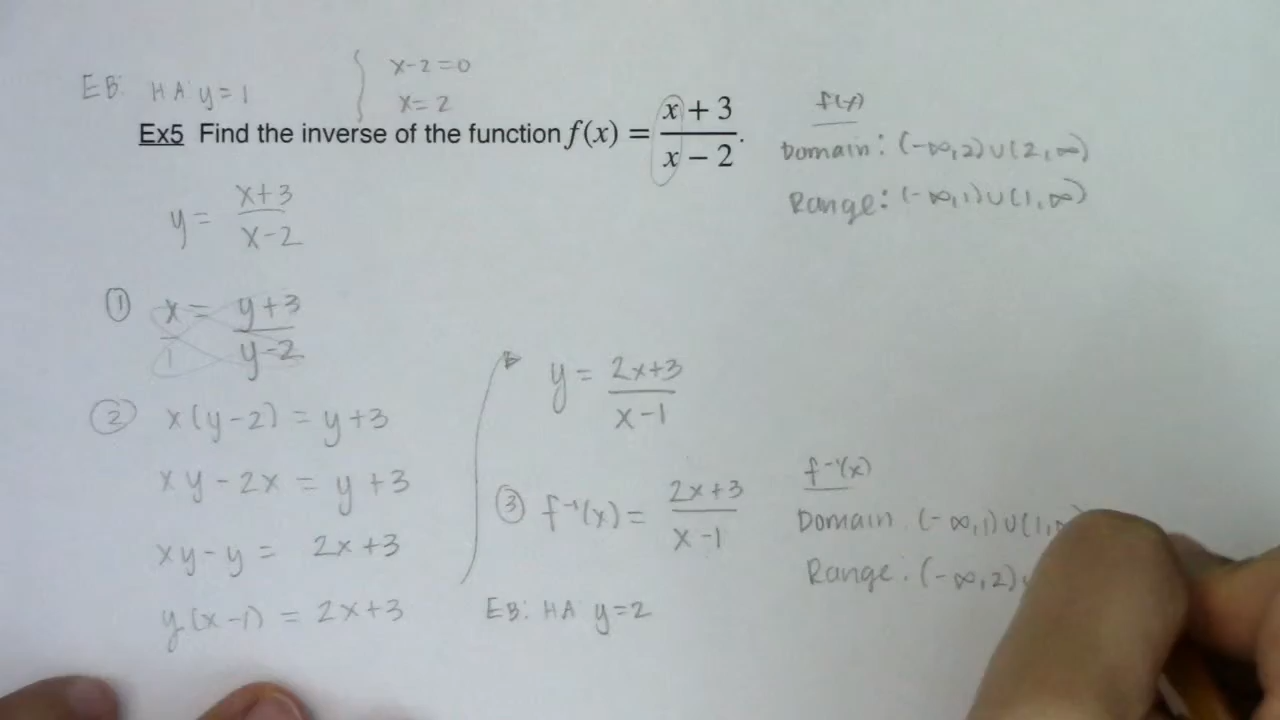 EB: HA y=1
x-2=0
x=2
Ex5 Find the inverse of the function f(x) = x + 3 / x − 2.
f(x)
Domain: (-∞,2)∪(2,∞)
Range: (-∞,1)∪(1,∞)
y = x+3 / x-2
① x/1 = y+3 / y-2
② x(y-2) = y+3
xy - 2x = y +3
xy-y = 2x+3
y(x-1) = 2x+3
y = 2x+3 / x-1
③ f⁻¹(x) = 2x+3 / x-1
EB: HA y=2
f⁻¹(x)
Domain (-∞,1)∪(1,∞
Range: (-∞,2)∪